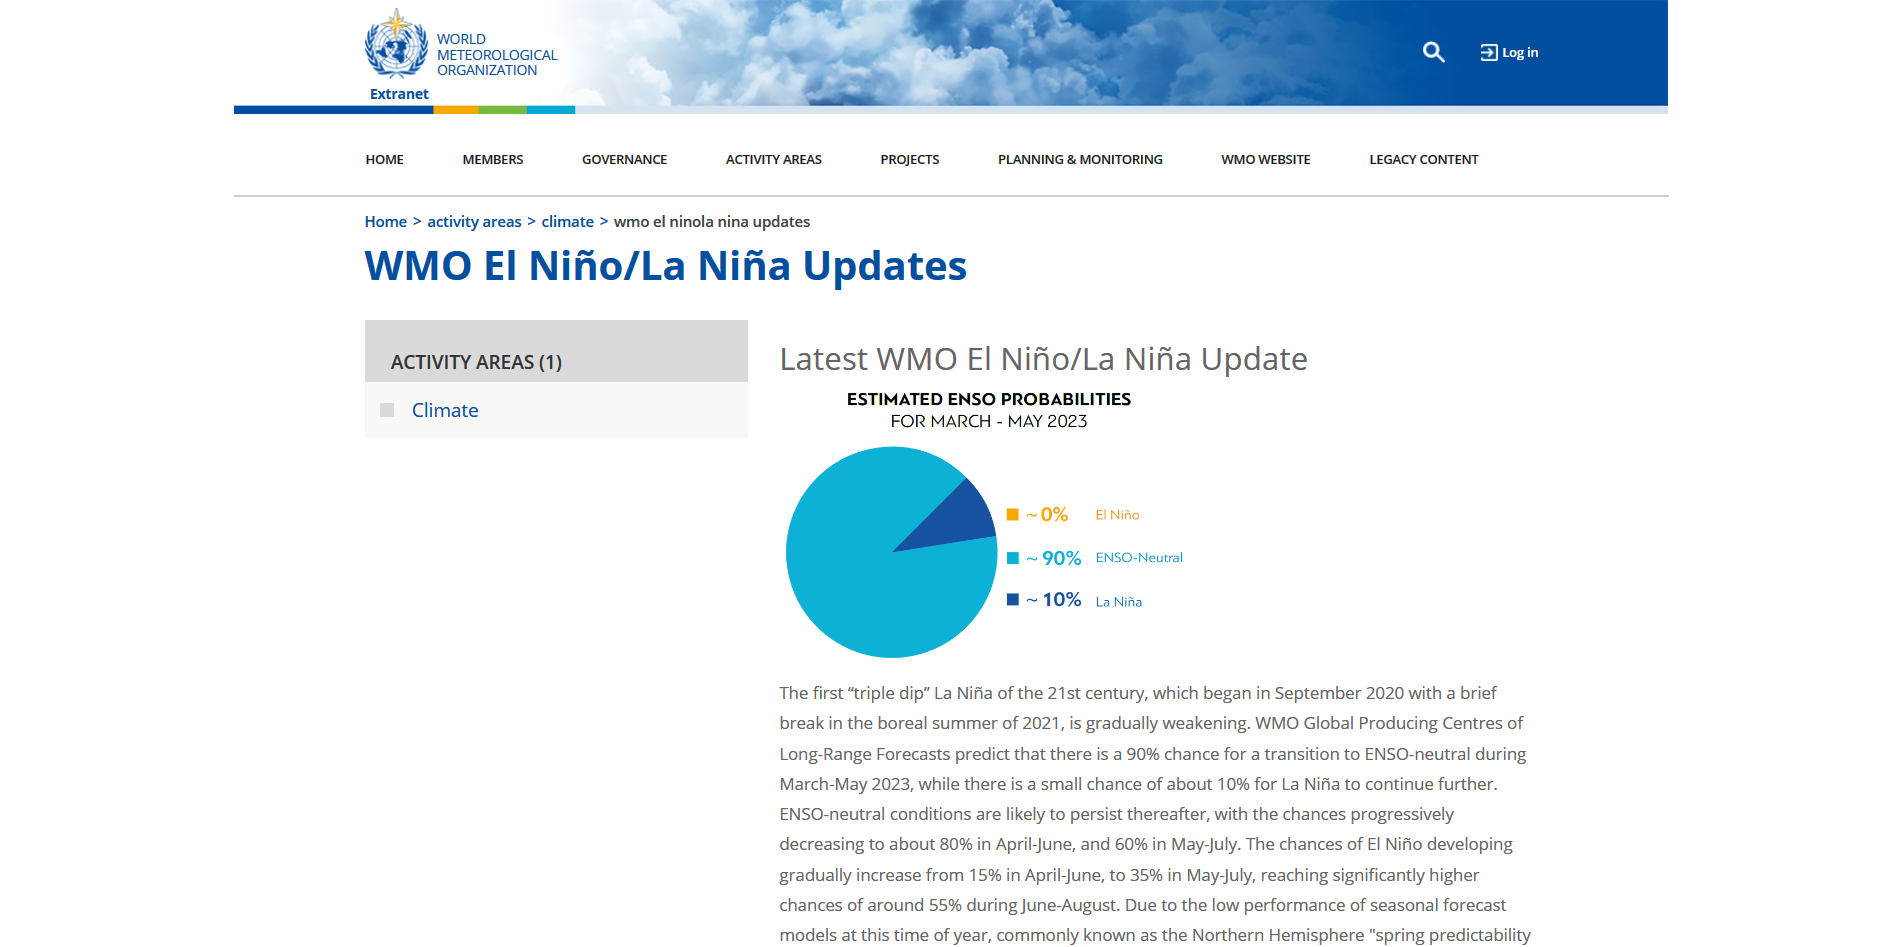 WORLD
METEOROLOGICAL
ORGANIZATION
Extranet
Log in
HOME MEMBERS GOVERNANCE ACTIVITY AREAS PROJECTS PLANNING & MONITORING WMO WEBSITE LEGACY CONTENT
Home > activity areas > climate > wmo el ninola nina updates
WMO El Niño/La Niña Updates
ACTIVITY AREAS (1)
Climate
Latest WMO El Niño/La Niña Update
ESTIMATED ENSO PROBABILITIES
FOR MARCH - MAY 2023
~ 0% El Niño
~ 90% ENSO-Neutral
~ 10% La Niña
The first “triple dip” La Niña of the 21st century, which began in September 2020 with a brief
break in the boreal summer of 2021, is gradually weakening. WMO Global Producing Centres of
Long-Range Forecasts predict that there is a 90% chance for a transition to ENSO-neutral during
March-May 2023, while there is a small chance of about 10% for La Niña to continue further.
ENSO-neutral conditions are likely to persist thereafter, with the chances progressively
decreasing to about 80% in April-June, and 60% in May-July. The chances of El Niño developing
gradually increase from 15% in April-June, to 35% in May-July, reaching significantly higher
chances of around 55% during June-August. Due to the low performance of seasonal forecast
models at this time of year, commonly known as the Northern Hemisphere "spring predictability